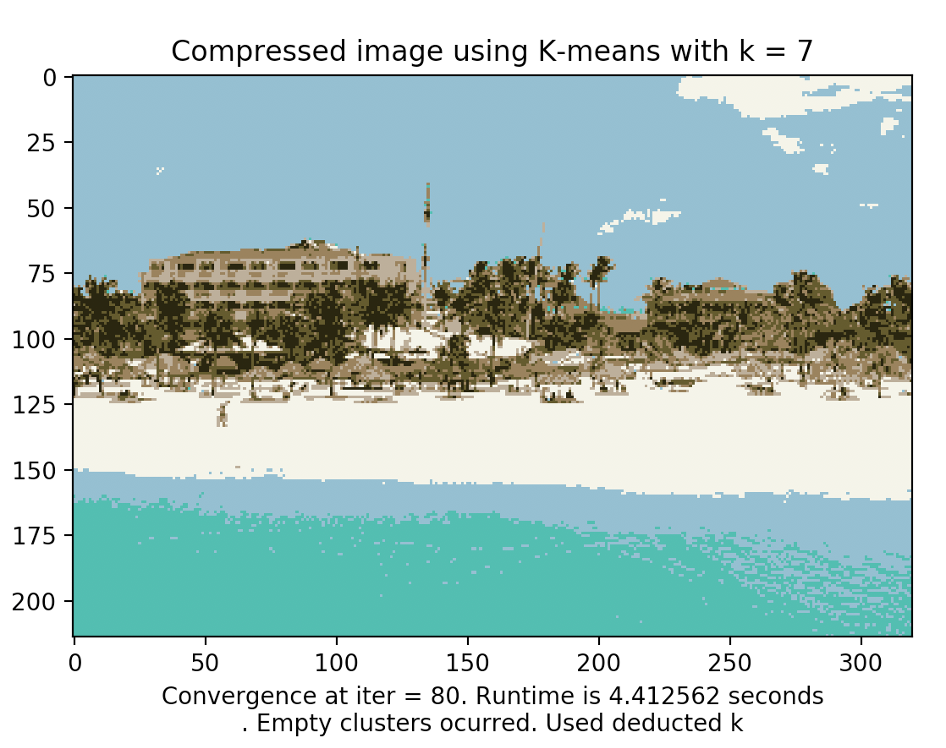 Compressed image using K-means with k = 7
0
25
50
75
100
125
150
175
200
0 50 100 150 200 250 300
Convergence at iter = 80. Runtime is 4.412562 seconds
. Empty clusters ocurred. Used deducted k